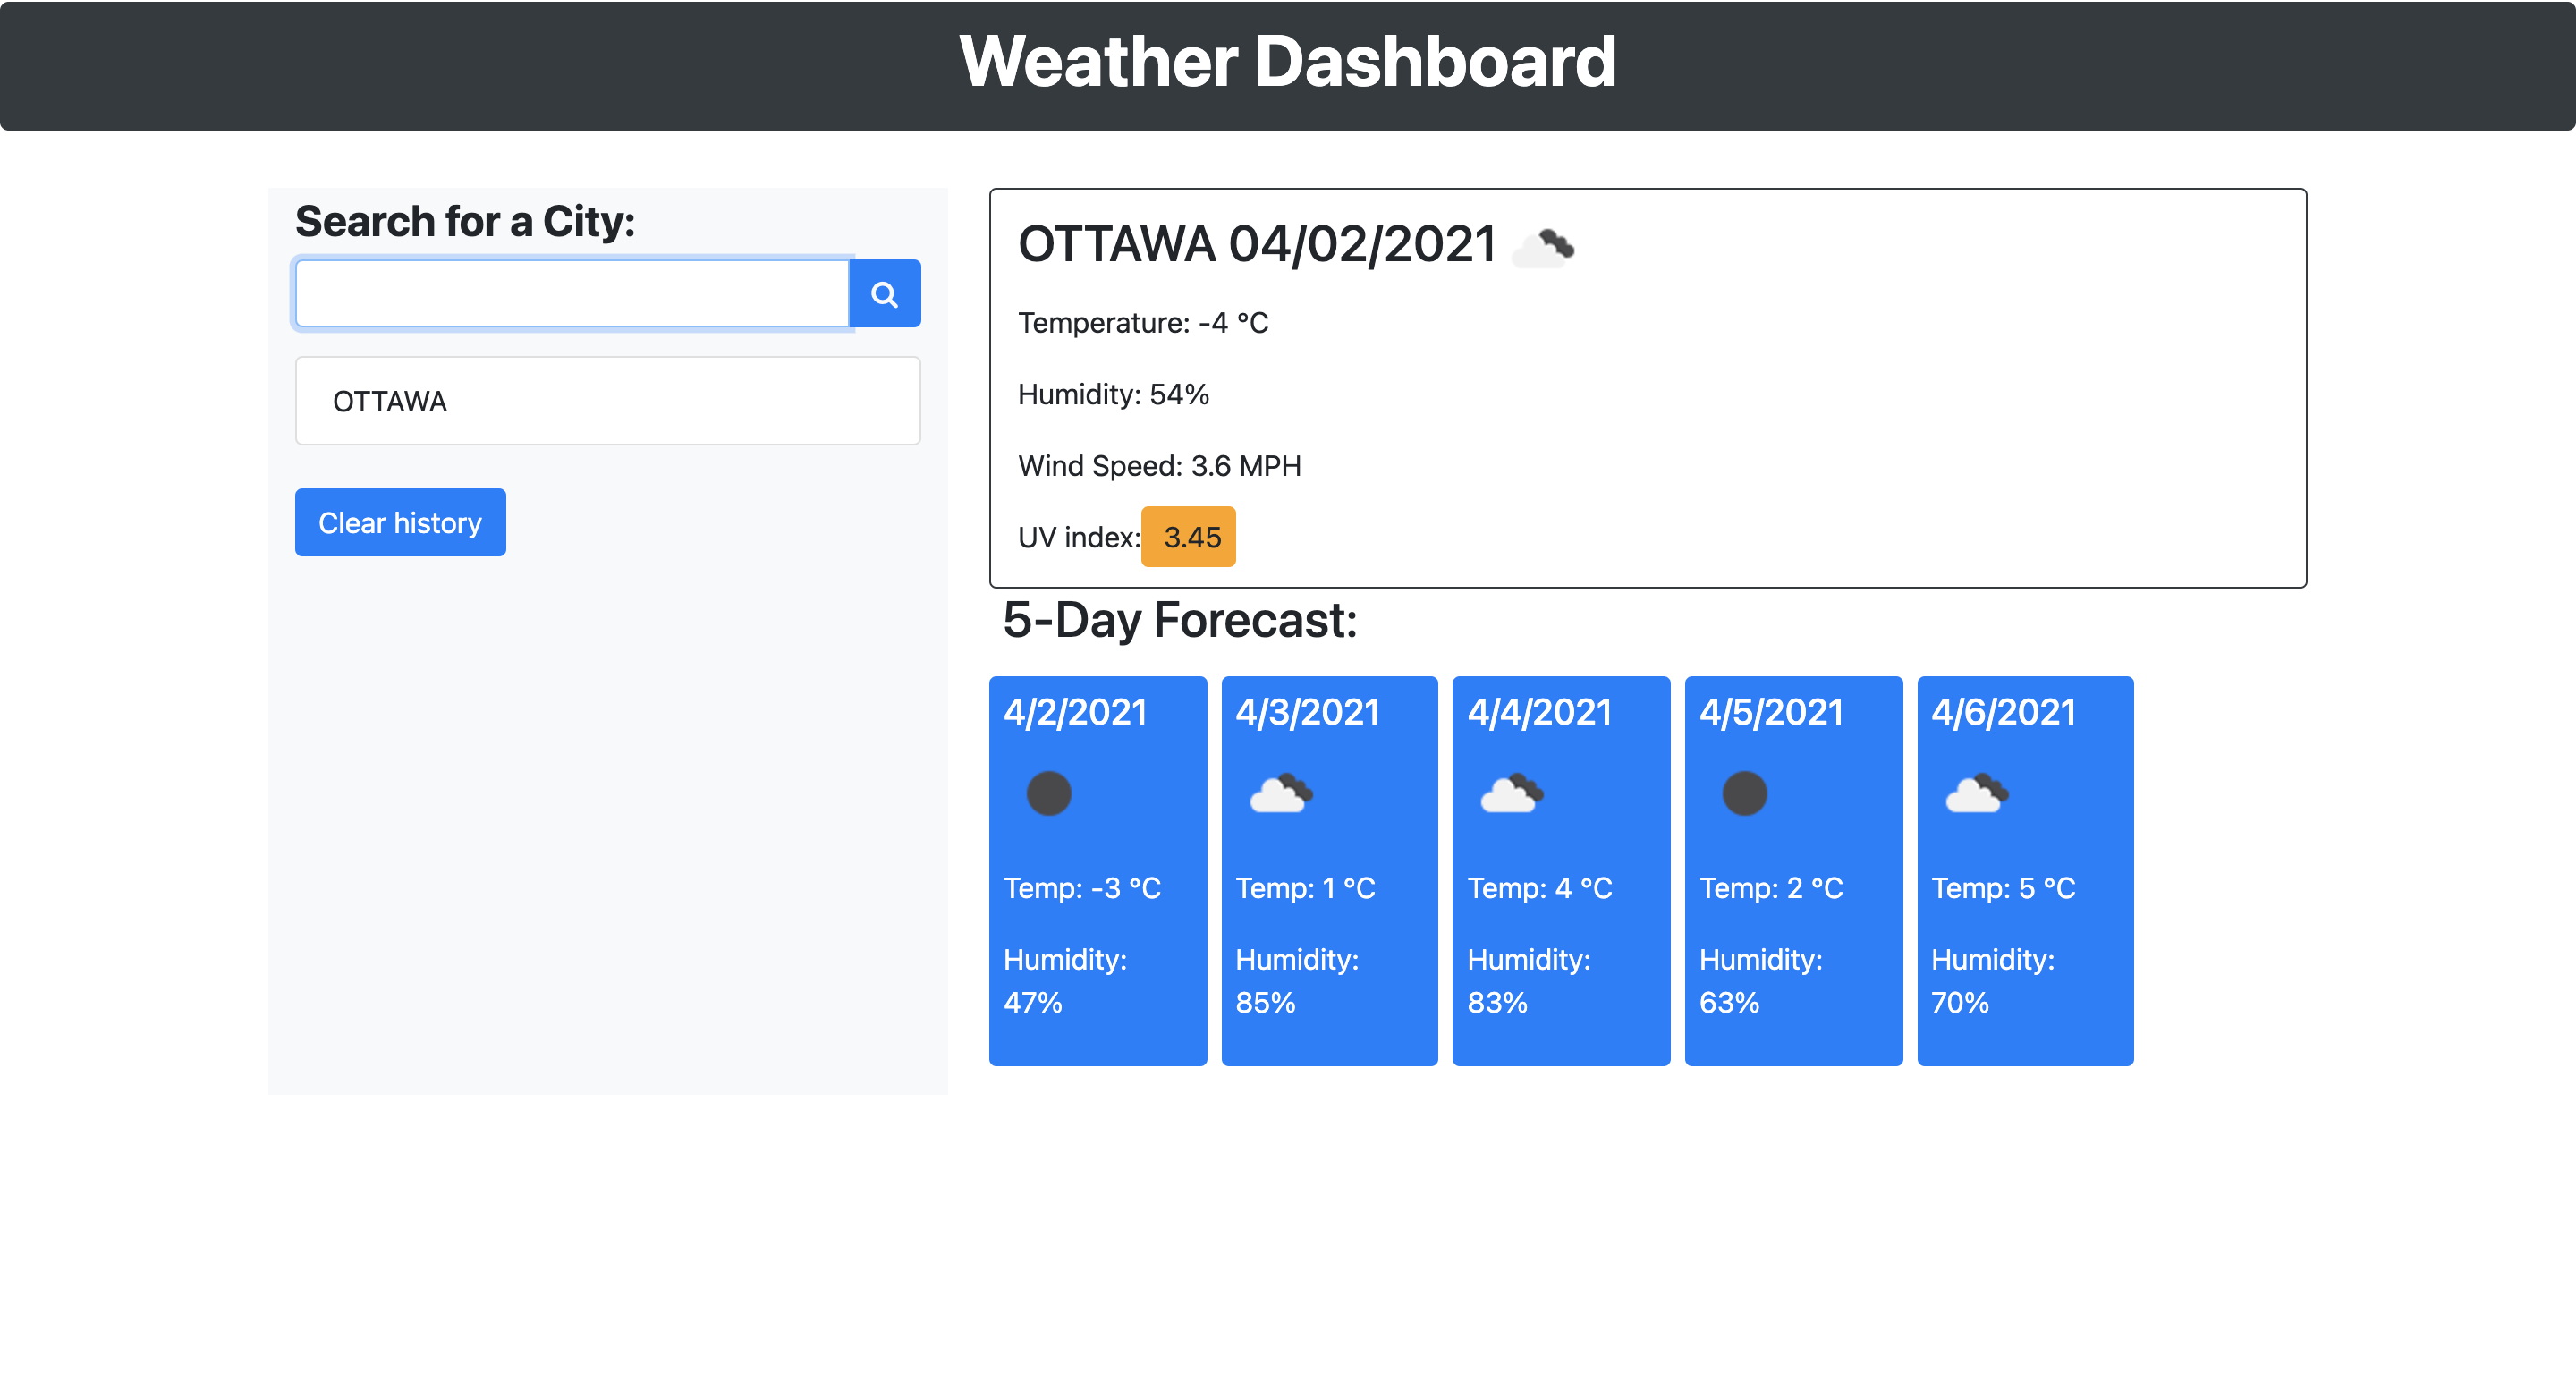 Weather Dashboard
Search for a City:
OTTAWA
Clear history
OTTAWA 04/02/2021
Temperature: -4 °C
Humidity: 54%
Wind Speed: 3.6 MPH
UV index: 3.45
5-Day Forecast:
4/2/2021
Temp: -3 °C
Humidity:
47%
4/3/2021
Temp: 1 °C
Humidity:
85%
4/4/2021
Temp: 4 °C
Humidity:
83%
4/5/2021
Temp: 2 °C
Humidity:
63%
4/6/2021
Temp: 5 °C
Humidity:
70%